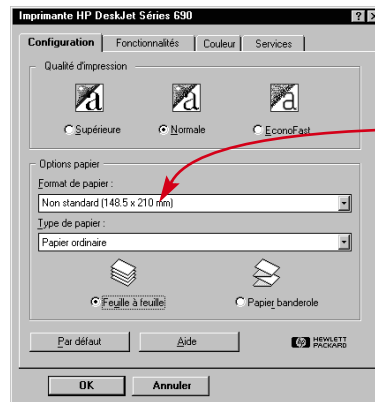 Imprimante HP DeskJet Séries 690
Configuration Fonctionnalités Couleur Services
Qualité d'impression
Supérieure Normale EconoFast
Options papier
Format de papier :
Non standard (148.5 x 210 mm)
Type de papier :
Papier ordinaire
Feuille à feuille Papier banderole
Par défaut Aide hp HEWLETT
PACKARD
OK Annuler